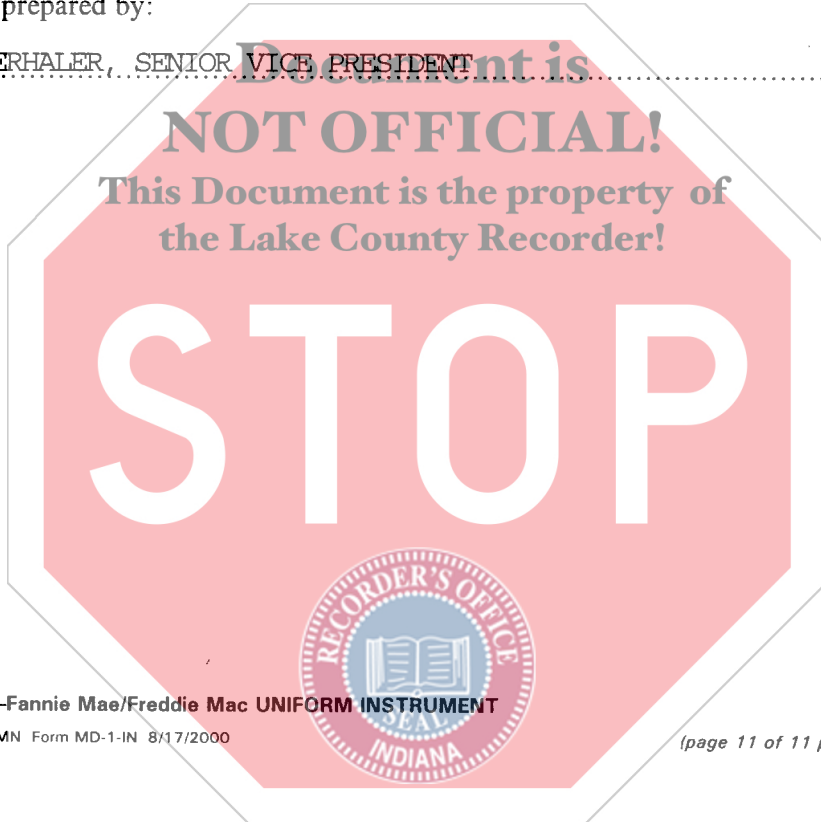 prepared by:
ERHALER, SENIOR VICE PRESIDENT
Document is
NOT OFFICIAL!
This Document is the property of
the Lake County Recorder!
STOP
RECORDER'S OFFICE
SEAL
INDIANA
–Fannie Mae/Freddie Mac UNIFORM INSTRUMENT
MN Form MD-1-IN 8/17/2000
(page 11 of 11 p